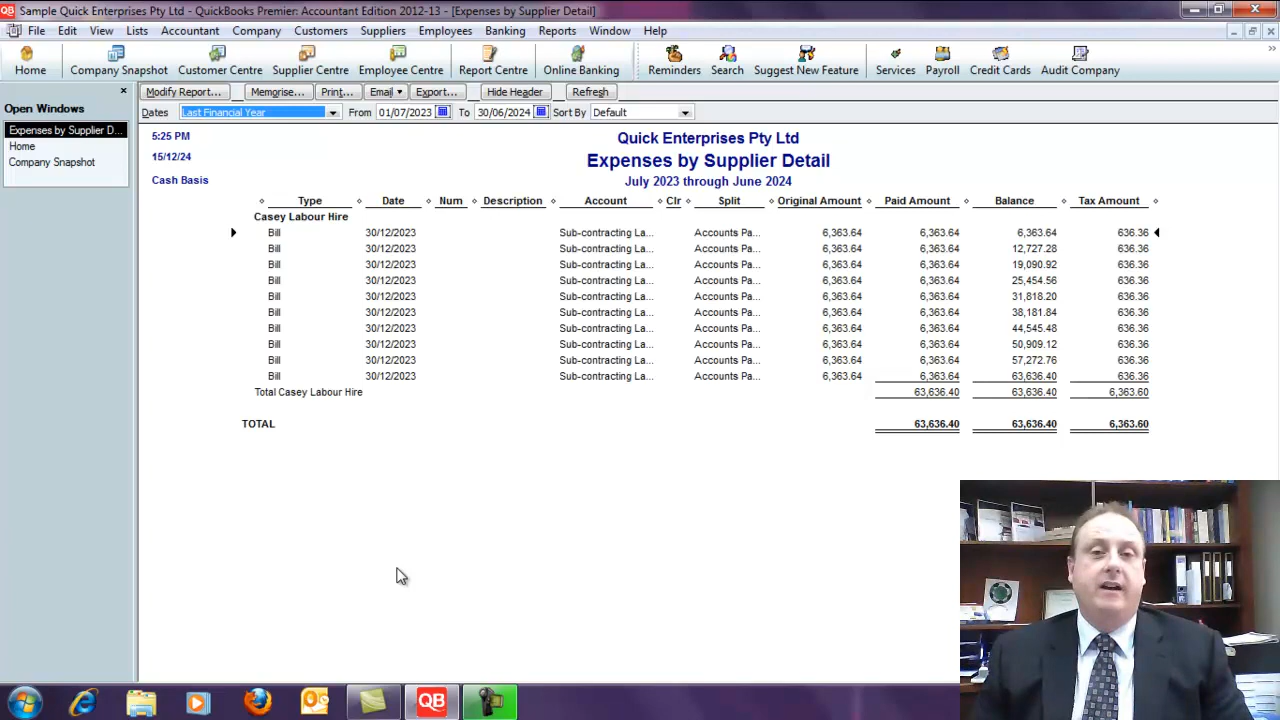 QB Sample Quick Enterprises Pty Ltd - QuickBooks Premier: Accountant Edition 2012-13 - [Expenses by Supplier Detail]
File Edit View Lists Accountant Company Customers Suppliers Employees Banking Reports Window Help
Home Company Snapshot Customer Centre Supplier Centre Employee Centre Report Centre Online Banking Reminders Search Suggest New Feature Services Payroll Credit Cards Audit Company
Open Windows
Expenses by Supplier D...
Home
Company Snapshot
Modify Report... Memorise... Print... Email Export... Hide Header Refresh
Dates Last Financial Year From 01/07/2023 To 30/06/2024 Sort By Default
5:25 PM
15/12/24
Cash Basis
Quick Enterprises Pty Ltd
Expenses by Supplier Detail
July 2023 through June 2024
Type Date Num Description Account Clr Split Original Amount Paid Amount Balance Tax Amount
Casey Labour Hire
Bill 30/12/2023 Sub-contracting La... Accounts Pa... 6,363.64 6,363.64 6,363.64 636.36
Bill 30/12/2023 Sub-contracting La... Accounts Pa... 6,363.64 6,363.64 12,727.28 636.36
Bill 30/12/2023 Sub-contracting La... Accounts Pa... 6,363.64 6,363.64 19,090.92 636.36
Bill 30/12/2023 Sub-contracting La... Accounts Pa... 6,363.64 6,363.64 25,454.56 636.36
Bill 30/12/2023 Sub-contracting La... Accounts Pa... 6,363.64 6,363.64 31,818.20 636.36
Bill 30/12/2023 Sub-contracting La... Accounts Pa... 6,363.64 6,363.64 38,181.84 636.36
Bill 30/12/2023 Sub-contracting La... Accounts Pa... 6,363.64 6,363.64 44,545.48 636.36
Bill 30/12/2023 Sub-contracting La... Accounts Pa... 6,363.64 6,363.64 50,909.12 636.36
Bill 30/12/2023 Sub-contracting La... Accounts Pa... 6,363.64 6,363.64 57,272.76 636.36
Bill 30/12/2023 Sub-contracting La... Accounts Pa... 6,363.64 6,363.64 63,636.40 636.36
Total Casey Labour Hire 63,636.40 63,636.40 6,363.60
TOTAL 63,636.40 63,636.40 6,363.60
QB